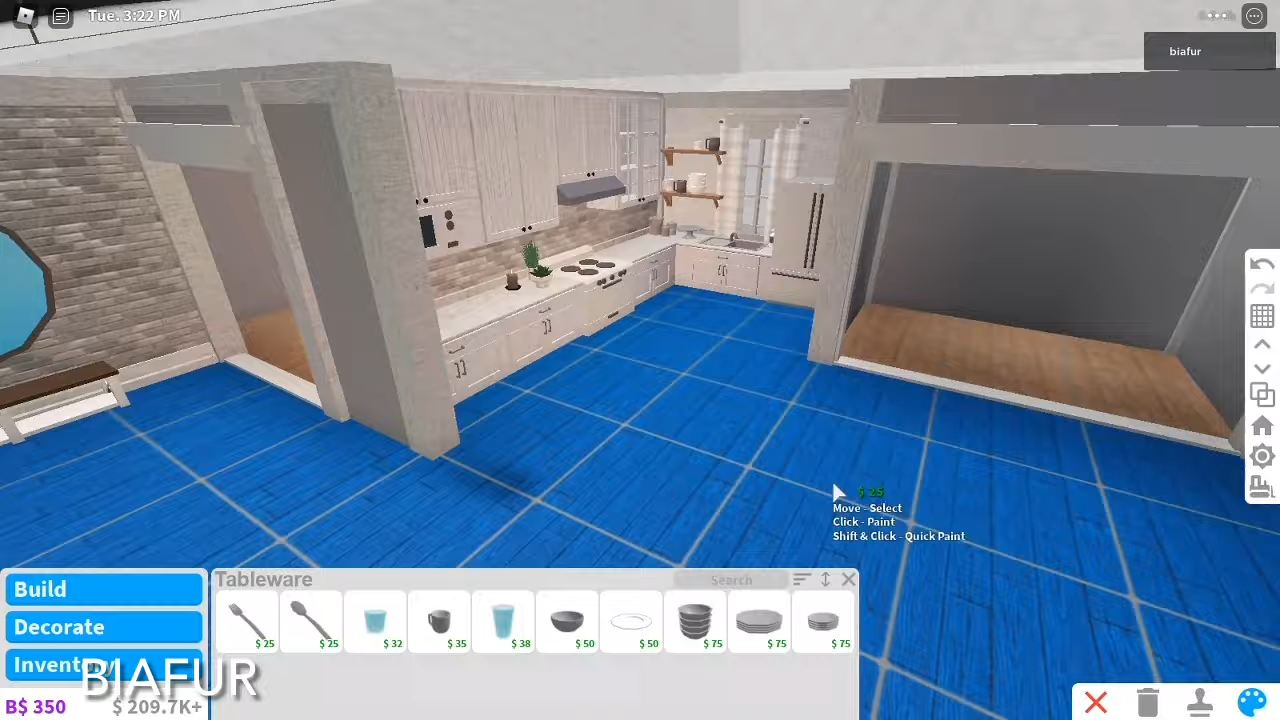 Tue. 3:22 PM
biafur
$ 25
Move - Select
Click - Paint
Shift & Click - Quick Paint
Build
Decorate
Inventory
BIAFUR
B$ 350
$ 209.7K+
Tableware
Search
$ 25
$ 25
$ 32
$ 35
$ 38
$ 50
$ 50
$ 75
$ 75
$ 75